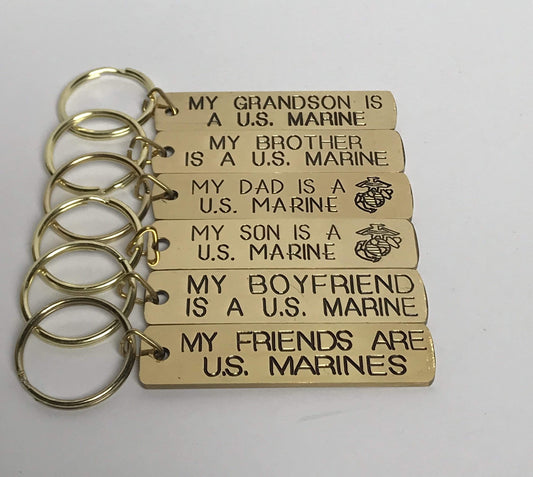 MY GRANDSON IS
A U.S. MARINE
MY BROTHER
IS A U.S. MARINE
MY DAD IS A
U.S. MARINE
MY SON IS A
U.S. MARINE
MY BOYFRIEND
IS A U.S. MARINE
MY FRIENDS ARE
U.S. MARINES